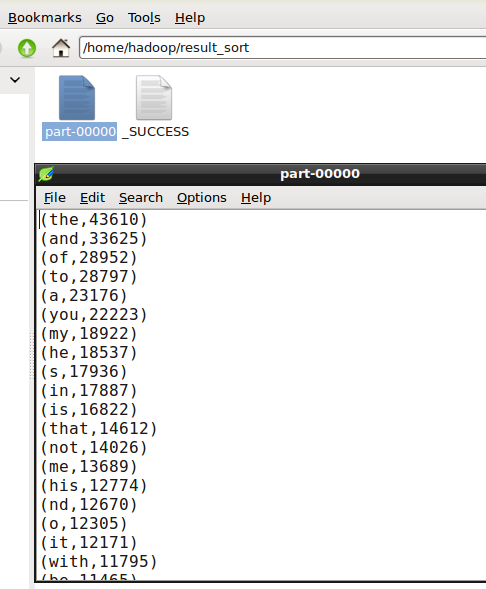 Bookmarks Go Tools Help
/home/hadoop/result_sort
part-00000 _SUCCESS
part-00000
File Edit Search Options Help
(the,43610)
(and,33625)
(of,28952)
(to,28797)
(a,23176)
(you,22223)
(my,18922)
(he,18537)
(s,17936)
(in,17887)
(is,16822)
(that,14612)
(not,14026)
(me,13689)
(his,12774)
(nd,12670)
(o,12305)
(it,12171)
(with,11795)